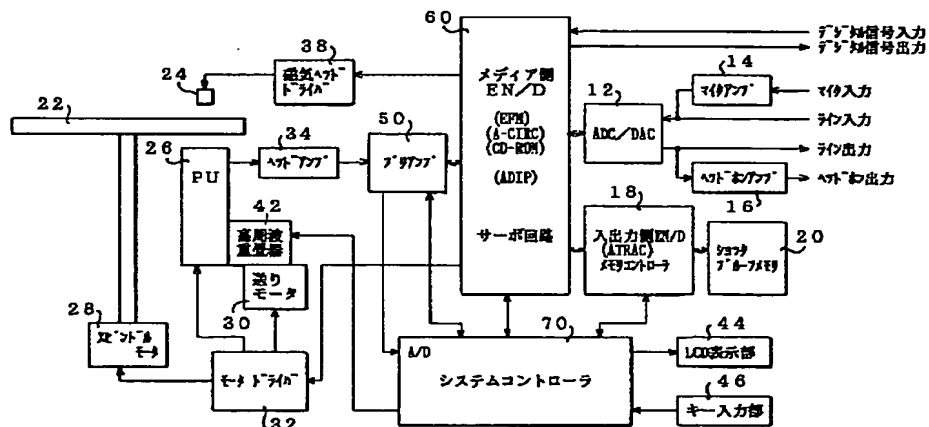 60
デジタル信号入力
デジタル信号出力
38
磁気ヘッド
ドライバ
24
メディア側
EN/D
(EFM)
(A-CIRC)
(CD-ROM)
(ADIP)
サーボ回路
14
マイクアンプ
マイク入力
12
ADC/DAC
ライン入力
ライン出力
ヘッドホンアンプ
ヘッドホン出力
16
22
34
ヘッドアンプ
50
プリアンプ
26
PU
42
高周波
重畳器
18
入出力側EN/D
(ATRAC)
メモリコントローラ
20
ショック
プルーフメモリ
送り
モータ
30
28
スピンドル
モータ
モータ ドライバ
32
70
A/D
システムコントローラ
44
LCD表示部
46
キー入力部